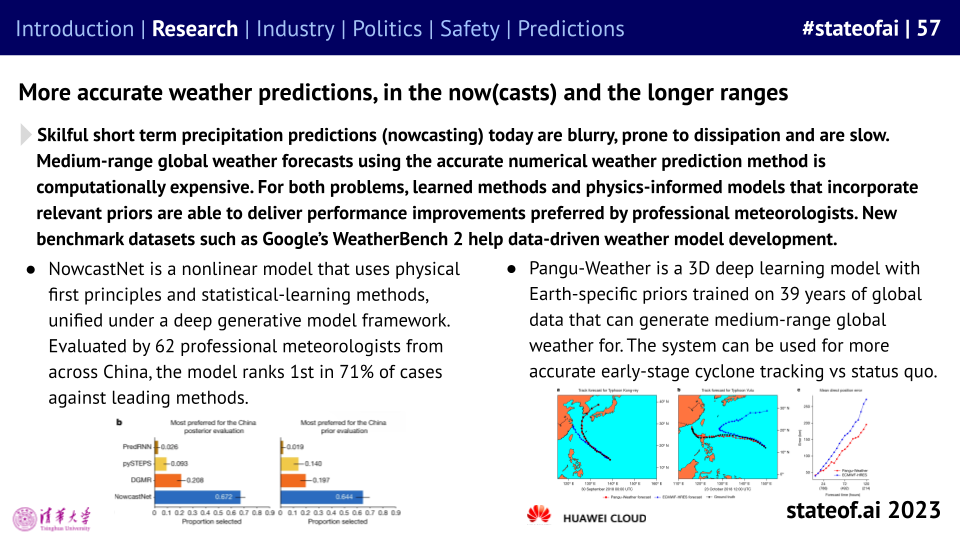 Introduction | Research | Industry | Politics | Safety | Predictions
#stateofai | 57
More accurate weather predictions, in the now(casts) and the longer ranges
Skilful short term precipitation predictions (nowcasting) today are blurry, prone to dissipation and are slow.
Medium-range global weather forecasts using the accurate numerical weather prediction method is
computationally expensive. For both problems, learned methods and physics-informed models that incorporate
relevant priors are able to deliver performance improvements preferred by professional meteorologists. New
benchmark datasets such as Google's WeatherBench 2 help data-driven weather model development.
● NowcastNet is a nonlinear model that uses physical
first principles and statistical-learning methods,
unified under a deep generative model framework.
Evaluated by 62 professional meteorologists from
across China, the model ranks 1st in 71% of cases
against leading methods.
● Pangu-Weather is a 3D deep learning model with
Earth-specific priors trained on 39 years of global
data that can generate medium-range global
weather for. The system can be used for more
accurate early-stage cyclone tracking vs status quo.
b
Most preferred for the China
posterior evaluation
Most preferred for the China
prior evaluation
PredRNN 0.026 0.019
pySTEPS 0.093 0.140
DGMR 0.208 0.197
NowcastNet 0.672 0.644
0 0.1 0.2 0.3 0.4 0.5 0.6 0.7 0.8 0.9
0 0.1 0.2 0.3 0.4 0.5 0.6 0.7 0.8 0.9
Proportion selected
Proportion selected
a Track forecast for Typhoon Kong-rey
b Track forecast for Typhoon Yutu
c Mean direct position error
Pangu-Weather
ECMWF-HRES
Forecast time (hours)
Pangu-Weather forecast ECMWF-HRES forecast Ground truth
清华大学
Tsinghua University
HUAWEI CLOUD
stateof.ai 2023